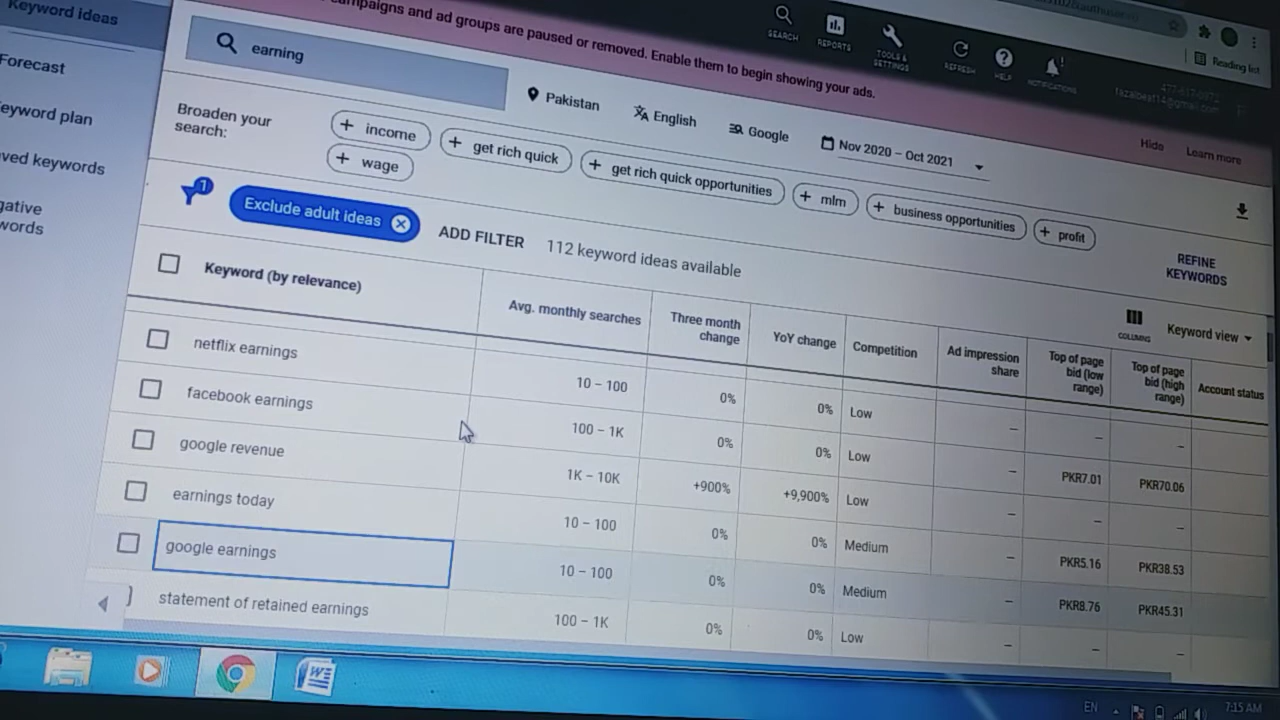 Keyword ideas
Forecast
eyword plan
ved keywords
gative
words
mpaigns and ad groups are paused or removed. Enable them to begin showing your ads.
Hide
Learn more
SEARCH
REPORTS
TOOLS &
SETTINGS
REFRESH
HELP
NOTIFICATIONS
Reading list
earning
Pakistan
English
Google
Nov 2020 – Oct 2021
Broaden your
search:
+ income
+ get rich quick
+ get rich quick opportunities
+ mlm
+ business opportunities
+ profit
+ wage
1
Exclude adult ideas
ADD FILTER
112 keyword ideas available
REFINE
KEYWORDS
COLUMNS
Keyword view
Keyword (by relevance)
Avg. monthly searches
Three month
change
YoY change
Competition
Ad impression
share
Top of page
bid (low
range)
Top of page
bid (high
range)
Account status
netflix earnings 10 – 100 0% 0% Low – – –
facebook earnings 100 – 1K 0% 0% Low – PKR7.01 PKR70.06
google revenue 1K – 10K +900% +9,900% Low – – –
earnings today 10 – 100 0% 0% Medium – PKR5.16 PKR38.53
google earnings 10 – 100 0% 0% Medium – PKR8.76 PKR45.31
statement of retained earnings 100 – 1K 0% 0% Low – – –
EN
7:15 AM